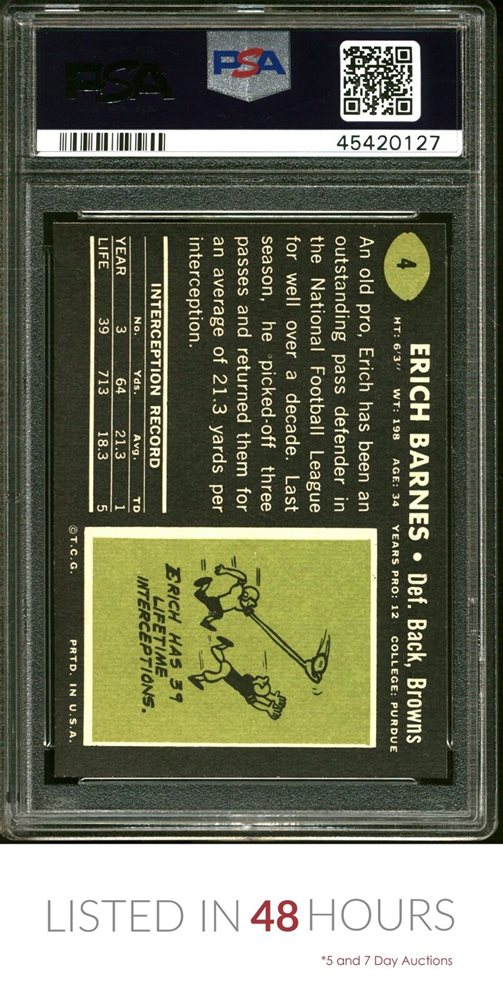 PSA
PSA
45420127
4
ERICH BARNES • Def. Back, Browns
HT: 6'3" WT: 198 AGE: 34 YEARS PRO: 12 COLLEGE: PURDUE
An old pro, Erich has been an
outstanding pass defender in
the National Football League
for well over a decade. Last
season, he picked-off three
passes and returned them for
an average of 21.3 yards per
interception.
INTERCEPTION RECORD
No. Yds. Avg. TD
YEAR 3 64 21.3 1
LIFE 39 713 18.3 5
ERICH HAS 39
LIFETIME
INTERCEPTIONS.
©T.C.G. PRTD. IN U.S.A.
LISTED IN 48 HOURS
*5 and 7 Day Auctions